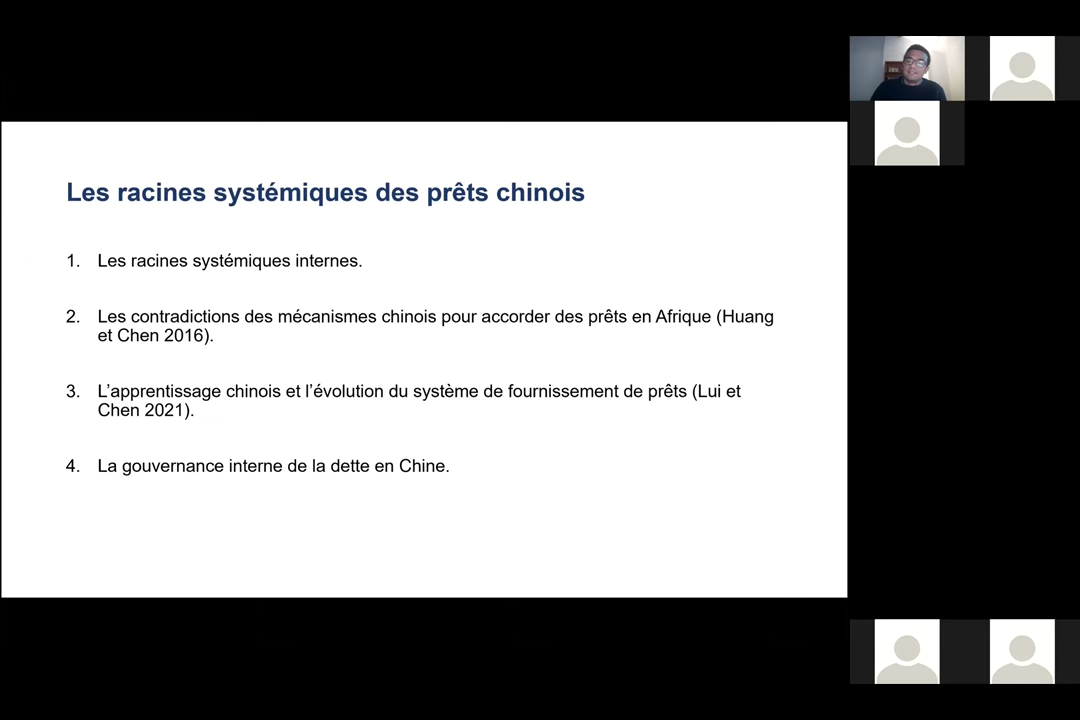 Les racines systémiques des prêts chinois
1. Les racines systémiques internes.
2. Les contradictions des mécanismes chinois pour accorder des prêts en Afrique (Huang
et Chen 2016).
3. L’apprentissage chinois et l’évolution du système de fournissement de prêts (Lui et
Chen 2021).
4. La gouvernance interne de la dette en Chine.